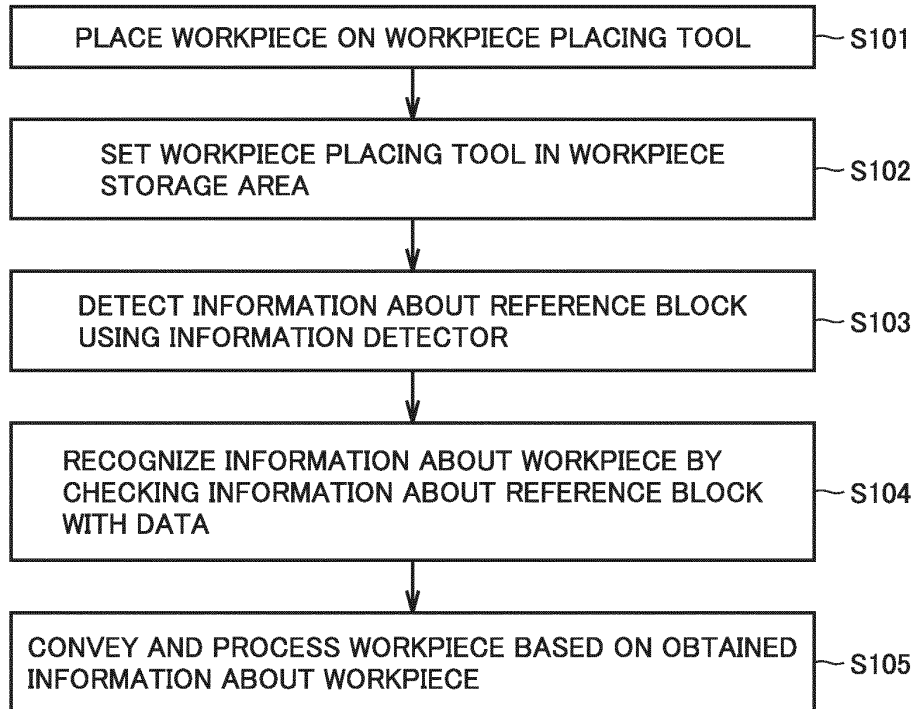 PLACE WORKPIECE ON WORKPIECE PLACING TOOL
S101
SET WORKPIECE PLACING TOOL IN WORKPIECE
STORAGE AREA
S102
DETECT INFORMATION ABOUT REFERENCE BLOCK
USING INFORMATION DETECTOR
S103
RECOGNIZE INFORMATION ABOUT WORKPIECE BY
CHECKING INFORMATION ABOUT REFERENCE BLOCK
WITH DATA
S104
CONVEY AND PROCESS WORKPIECE BASED ON OBTAINED
INFORMATION ABOUT WORKPIECE
S105